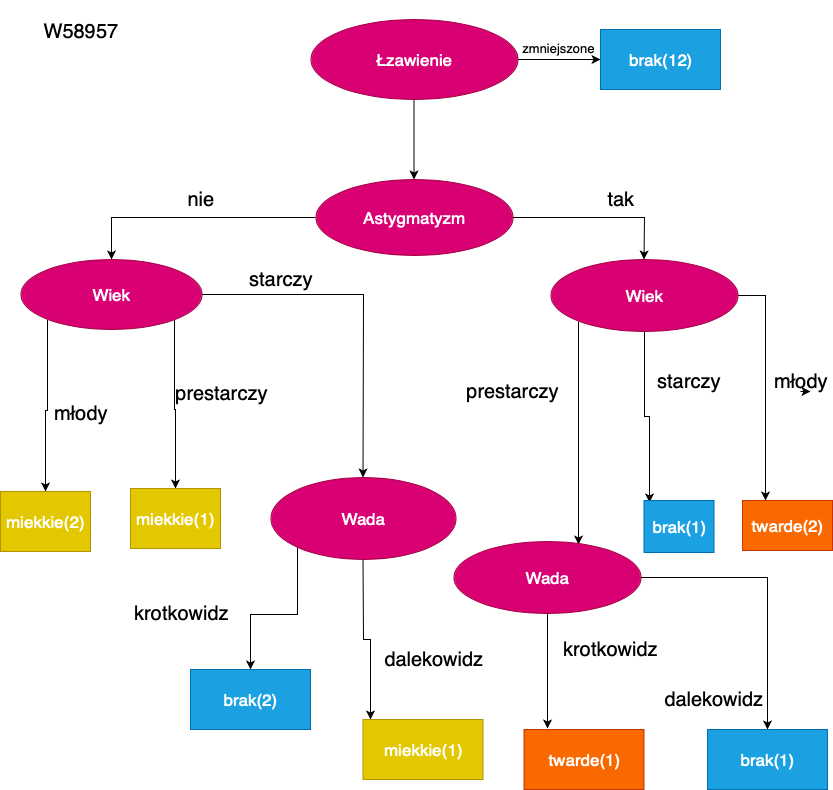 W58957
Łzawienie
zmniejszone
brak(12)
nie
Astygmatyzm
tak
Wiek
starczy
Wiek
młody
prestarczy
prestarczy
starczy
młody
miekkie(2)
miekkie(1)
Wada
brak(1)
twarde(2)
Wada
krotkowidz
dalekowidz
krotkowidz
dalekowidz
brak(2)
miekkie(1)
twarde(1)
brak(1)